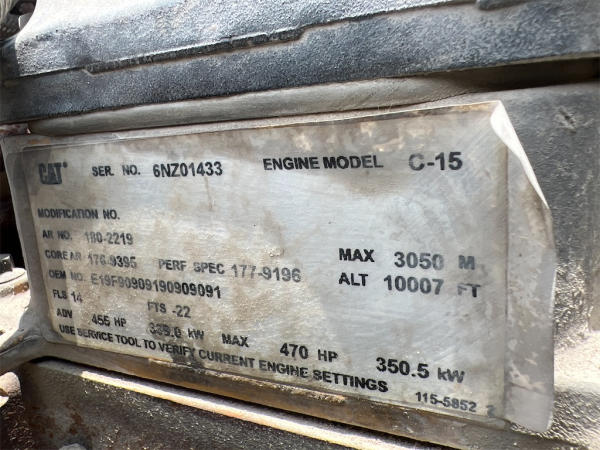 CAT SER. NO. 6NZ01433 ENGINE MODEL C-15
MODIFICATION NO.
AR NO. 180-2219
CORE AR 176-9395 PERF SPEC 177-9196 MAX 3050 M
OEM NO. E19F90909190909091 ALT 10007 FT
FLS 14 FTS -22
ADV 455 HP 339.0 kW MAX 470 HP 350.5 kW
USE SERVICE TOOL TO VERIFY CURRENT ENGINE SETTINGS
115-5852 2